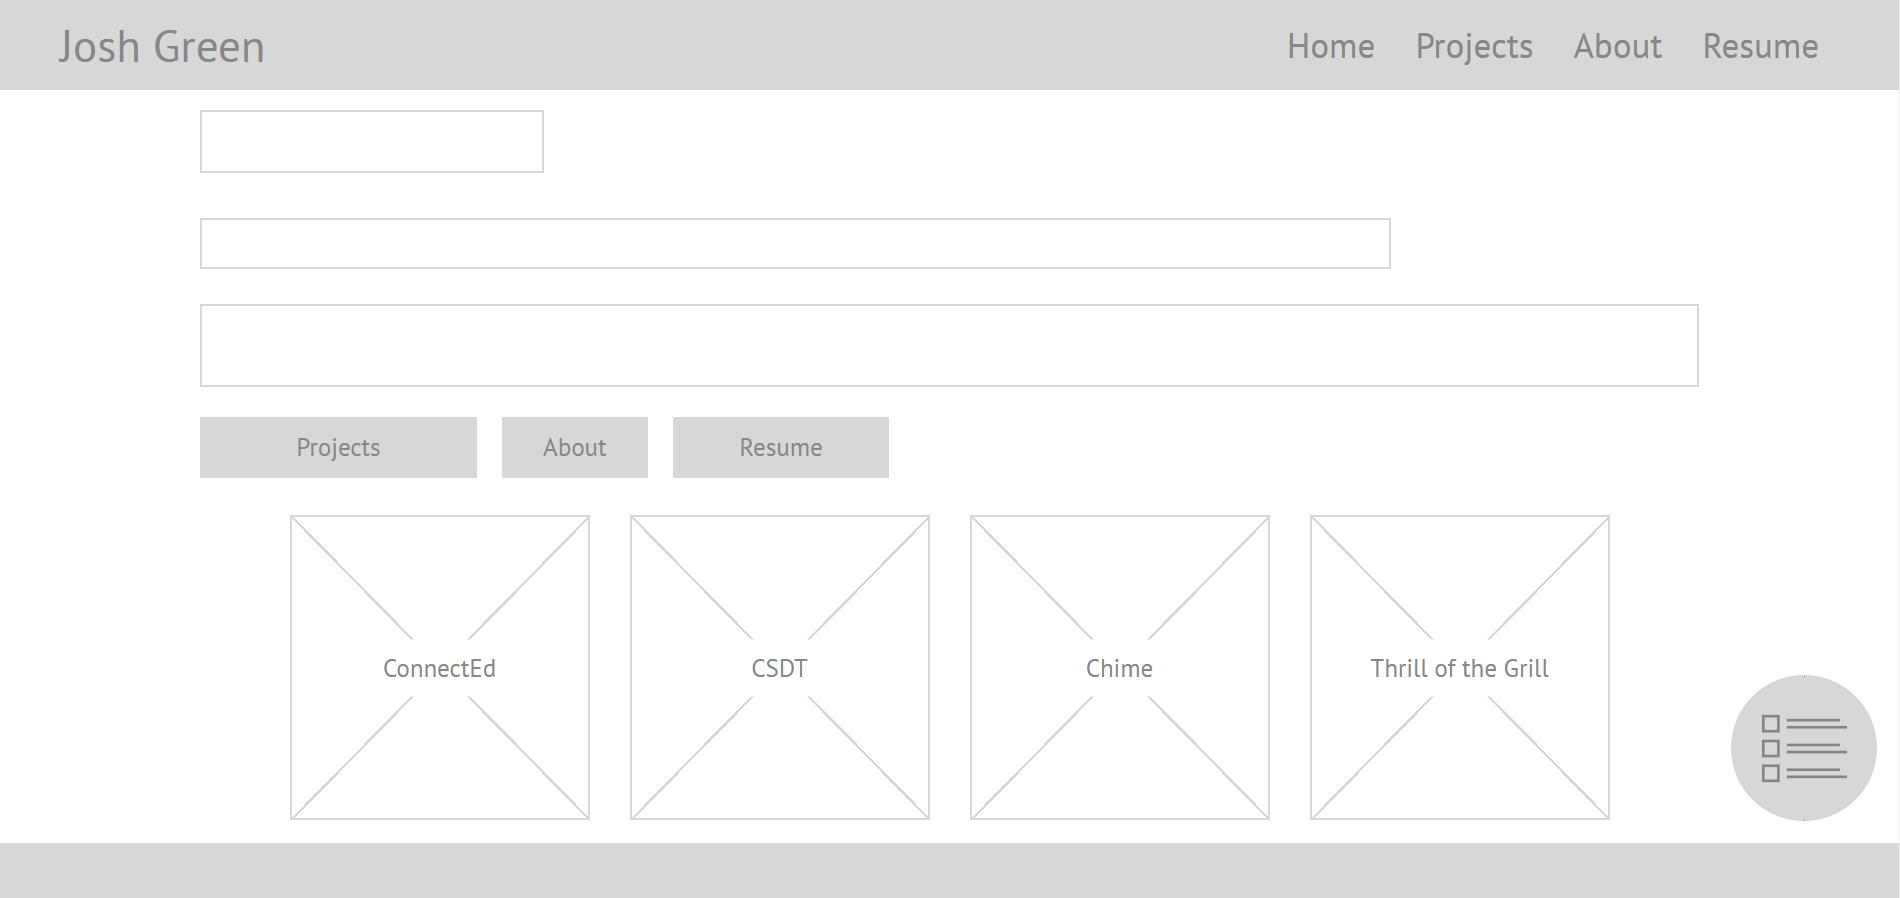 Josh Green
Home Projects About Resume
Projects About Resume
ConnectEd CSDT Chime Thrill of the Grill